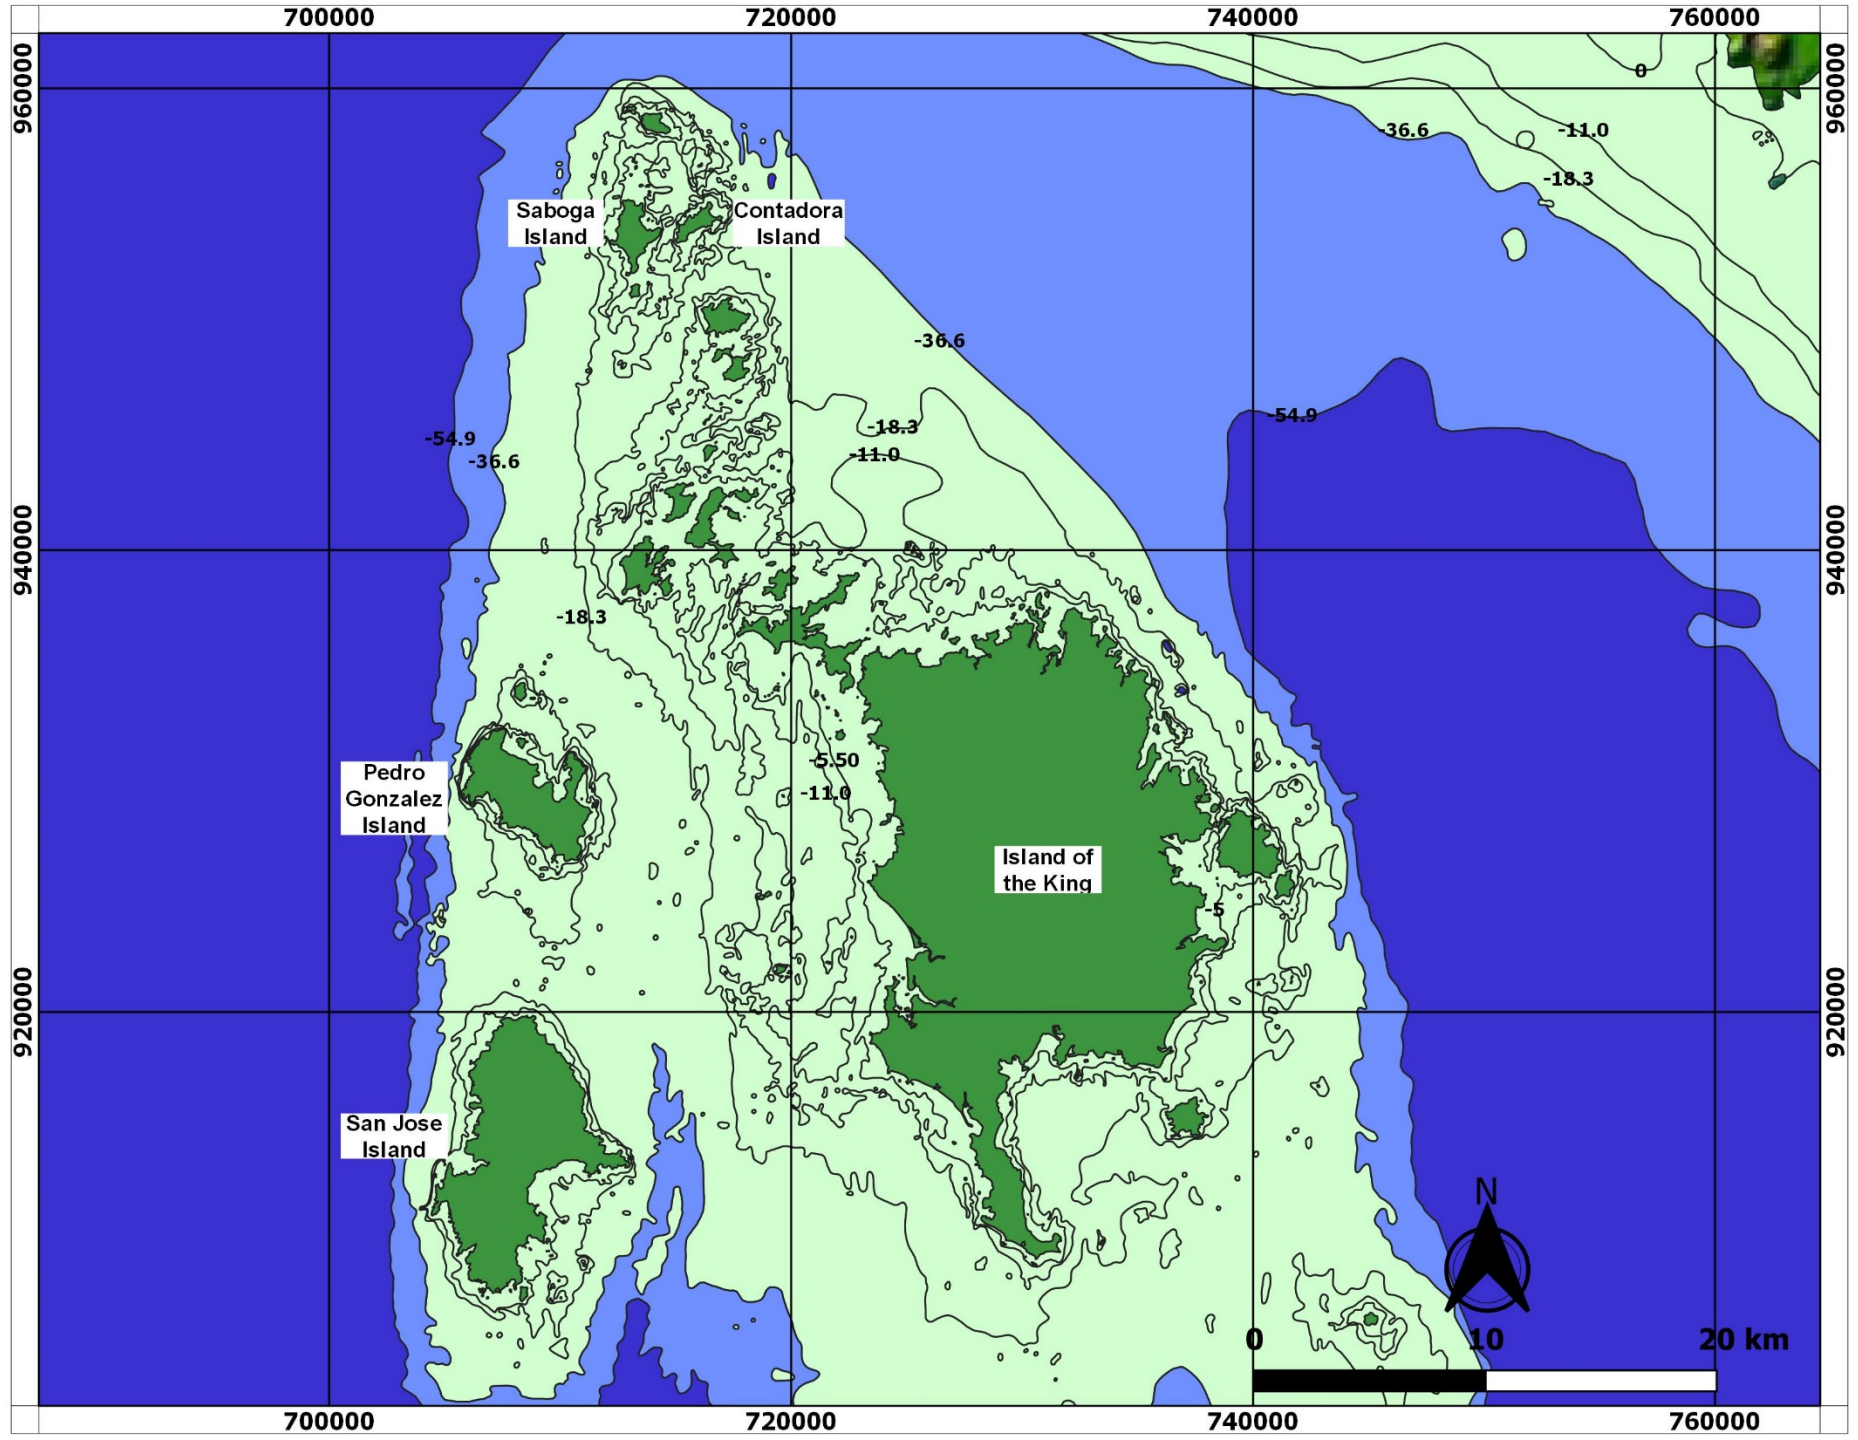 700000
720000
740000
760000
960000
960000
0
-36.6
-11.0
-18.3
Saboga
Island
Contadora
Island
-36.6
-54.9
-18.3
-54.9
-11.0
-36.6
940000
940000
-18.3
-5.50
-11.0
Pedro
Gonzalez
Island
Island of
the King
-5
920000
920000
San Jose
Island
N
0
10
20 km
700000
720000
740000
760000